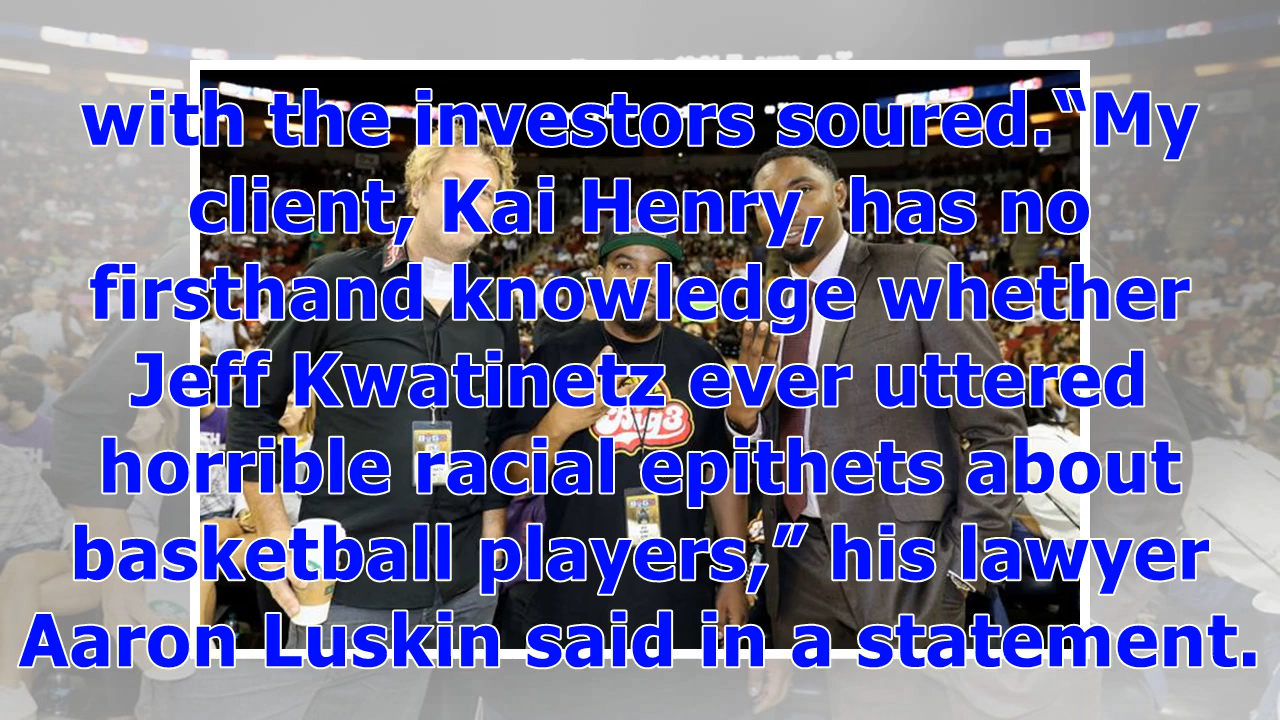 with the investors soured.“My
client, Kai Henry, has no
firsthand knowledge whether
Jeff Kwatinetz ever uttered
horrible racial epithets about
basketball players,” his lawyer
Aaron Luskin said in a statement.
Big3